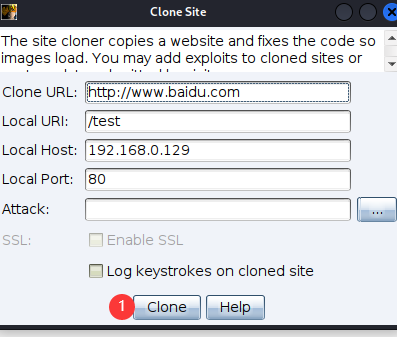 Clone Site
The site cloner copies a website and fixes the code so
images load. You may add exploits to cloned sites or
Clone URL: http://www.baidu.com
Local URI: /test
Local Host: 192.168.0.129
Local Port: 80
Attack: ...
SSL: Enable SSL
Log keystrokes on cloned site
1 Clone Help